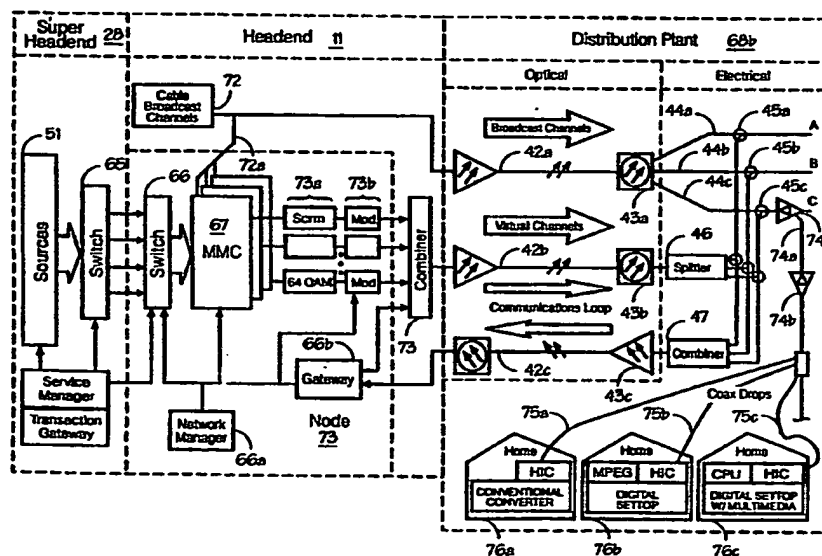 Super Headend 28
Headend 11
Distribution Plant 68b
Optical
Electrical
72
Cable Broadcast Channels
72a
51
Sources
65
Switch
66
Switch
67
MMC
73a
73b
Scrm
Mod
64 QAM
Mod
Combiner
73
66b
Gateway
Node
73
Service Manager
Transaction Gateway
Network Manager
66a
Broadcast Channels
42a
43a
44a
44b
44c
45a
45b
45c
A
B
C
Virtual Channels
42b
43b
46
Splitter
Communications Loop
42c
43c
47
Combiner
74
74a
74b
Coax Drops
75a
75b
75c
Home
HIC
CONVENTIONAL CONVERTER
76a
Home
MPEG
HIC
DIGITAL SETTOP
76b
Home
CPU
HIC
DIGITAL SETTOP W/ MULTIMEDIA
76c